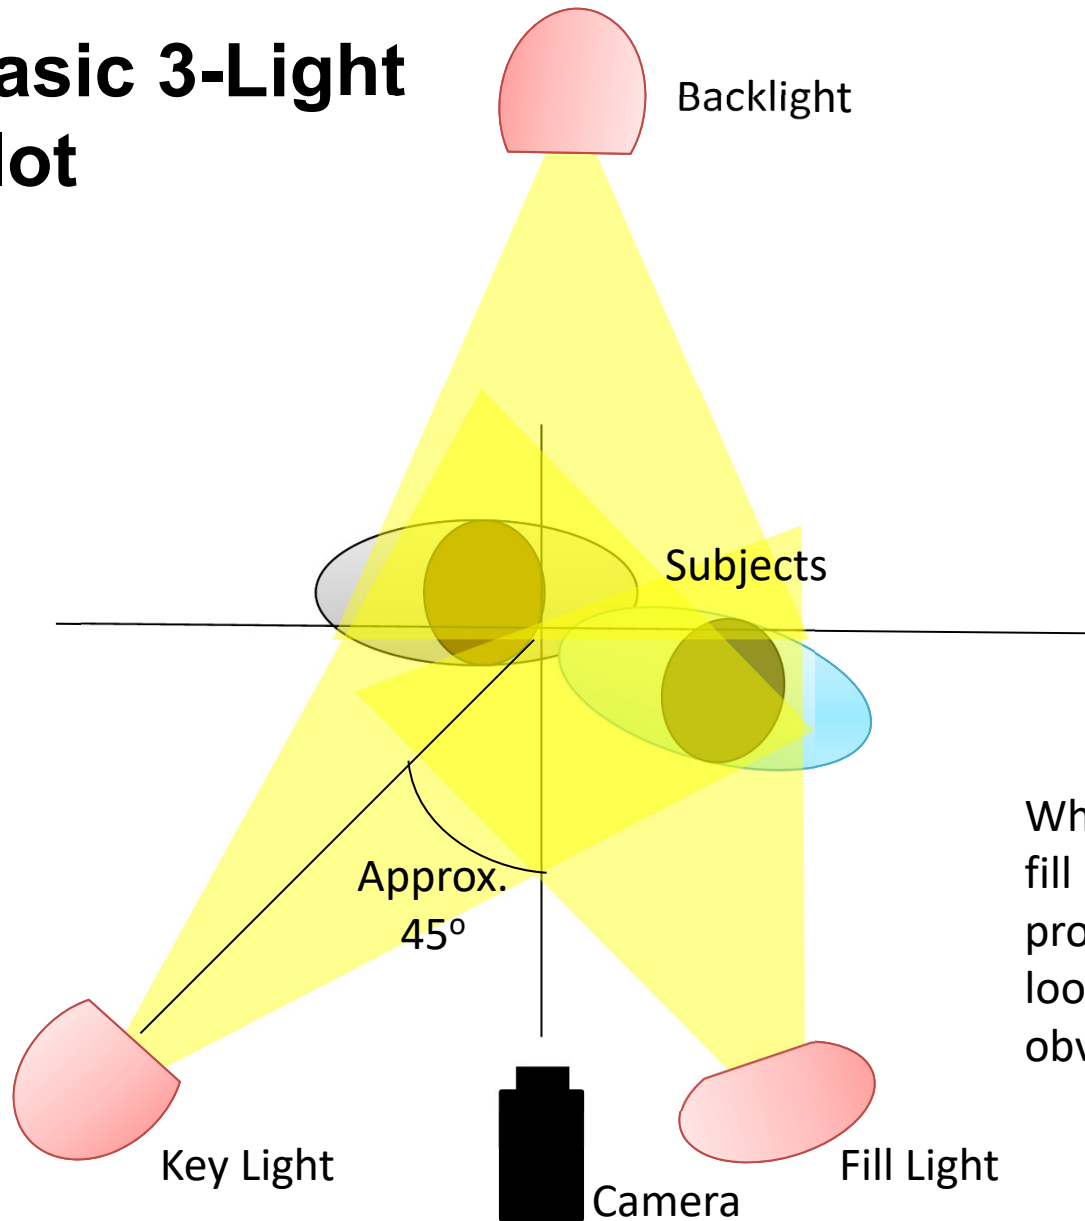 asic 3-Light
lot
Backlight
Subjects
Approx.
45º
Wh
fill
pro
loo
obv
Key Light
Fill Light
Camera